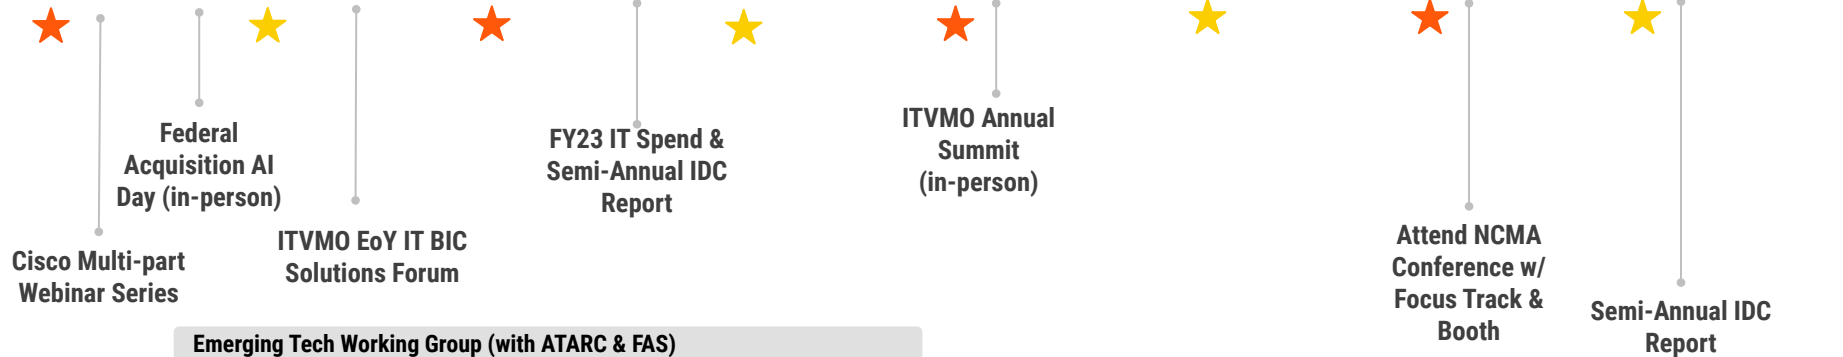 Cisco Multi-part
Webinar Series
Federal
Acquisition AI
Day (in-person)
ITVMO EoY IT BIC
Solutions Forum
FY23 IT Spend &
Semi-Annual IDC
Report
ITVMO Annual
Summit
(in-person)
Attend NCMA
Conference w/
Focus Track &
Booth
Semi-Annual IDC
Report
Emerging Tech Working Group (with ATARC & FAS)